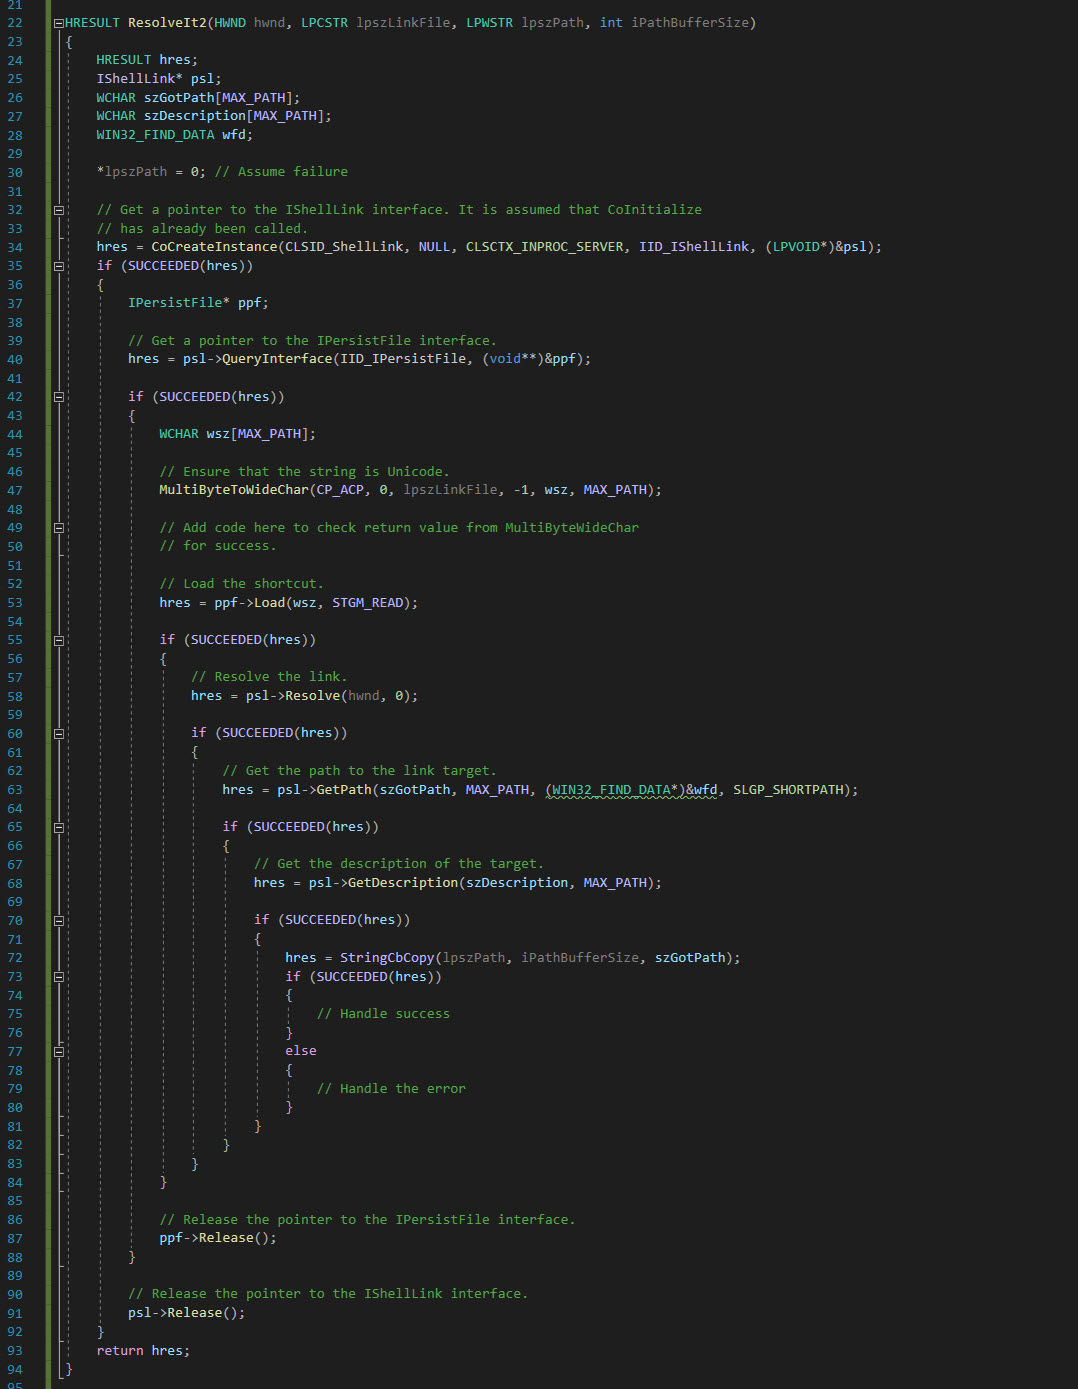 21
22 HRESULT ResolveIt2(HWND hwnd, LPCSTR lpszLinkFile, LPWSTR lpszPath, int iPathBufferSize)
23 {
24     HRESULT hres;
25     IShellLink* psl;
26     WCHAR szGotPath[MAX_PATH];
27     WCHAR szDescription[MAX_PATH];
28     WIN32_FIND_DATA wfd;
29
30     *lpszPath = 0; // Assume failure
31
32     // Get a pointer to the IShellLink interface. It is assumed that CoInitialize
33     // has already been called.
34     hres = CoCreateInstance(CLSID_ShellLink, NULL, CLSCTX_INPROC_SERVER, IID_IShellLink, (LPVOID*)&psl);
35     if (SUCCEEDED(hres))
36     {
37         IPersistFile* ppf;
38
39         // Get a pointer to the IPersistFile interface.
40         hres = psl->QueryInterface(IID_IPersistFile, (void**)&ppf);
41
42         if (SUCCEEDED(hres))
43         {
44             WCHAR wsz[MAX_PATH];
45
46             // Ensure that the string is Unicode.
47             MultiByteToWideChar(CP_ACP, 0, lpszLinkFile, -1, wsz, MAX_PATH);
48
49             // Add code here to check return value from MultiByteWideChar
50             // for success.
51
52             // Load the shortcut.
53             hres = ppf->Load(wsz, STGM_READ);
54
55             if (SUCCEEDED(hres))
56             {
57                 // Resolve the link.
58                 hres = psl->Resolve(hwnd, 0);
59
60                 if (SUCCEEDED(hres))
61                 {
62                     // Get the path to the link target.
63                     hres = psl->GetPath(szGotPath, MAX_PATH, (WIN32_FIND_DATA*)&wfd, SLGP_SHORTPATH);
64
65                     if (SUCCEEDED(hres))
66                     {
67                         // Get the description of the target.
68                         hres = psl->GetDescription(szDescription, MAX_PATH);
69
70                         if (SUCCEEDED(hres))
71                         {
72                             hres = StringCbCopy(lpszPath, iPathBufferSize, szGotPath);
73                             if (SUCCEEDED(hres))
74                             {
75                                 // Handle success
76                             }
77                             else
78                             {
79                                 // Handle the error
80                             }
81                         }
82                     }
83                 }
84             }
85
86             // Release the pointer to the IPersistFile interface.
87             ppf->Release();
88         }
89
90         // Release the pointer to the IShellLink interface.
91         psl->Release();
92     }
93     return hres;
94 }
95